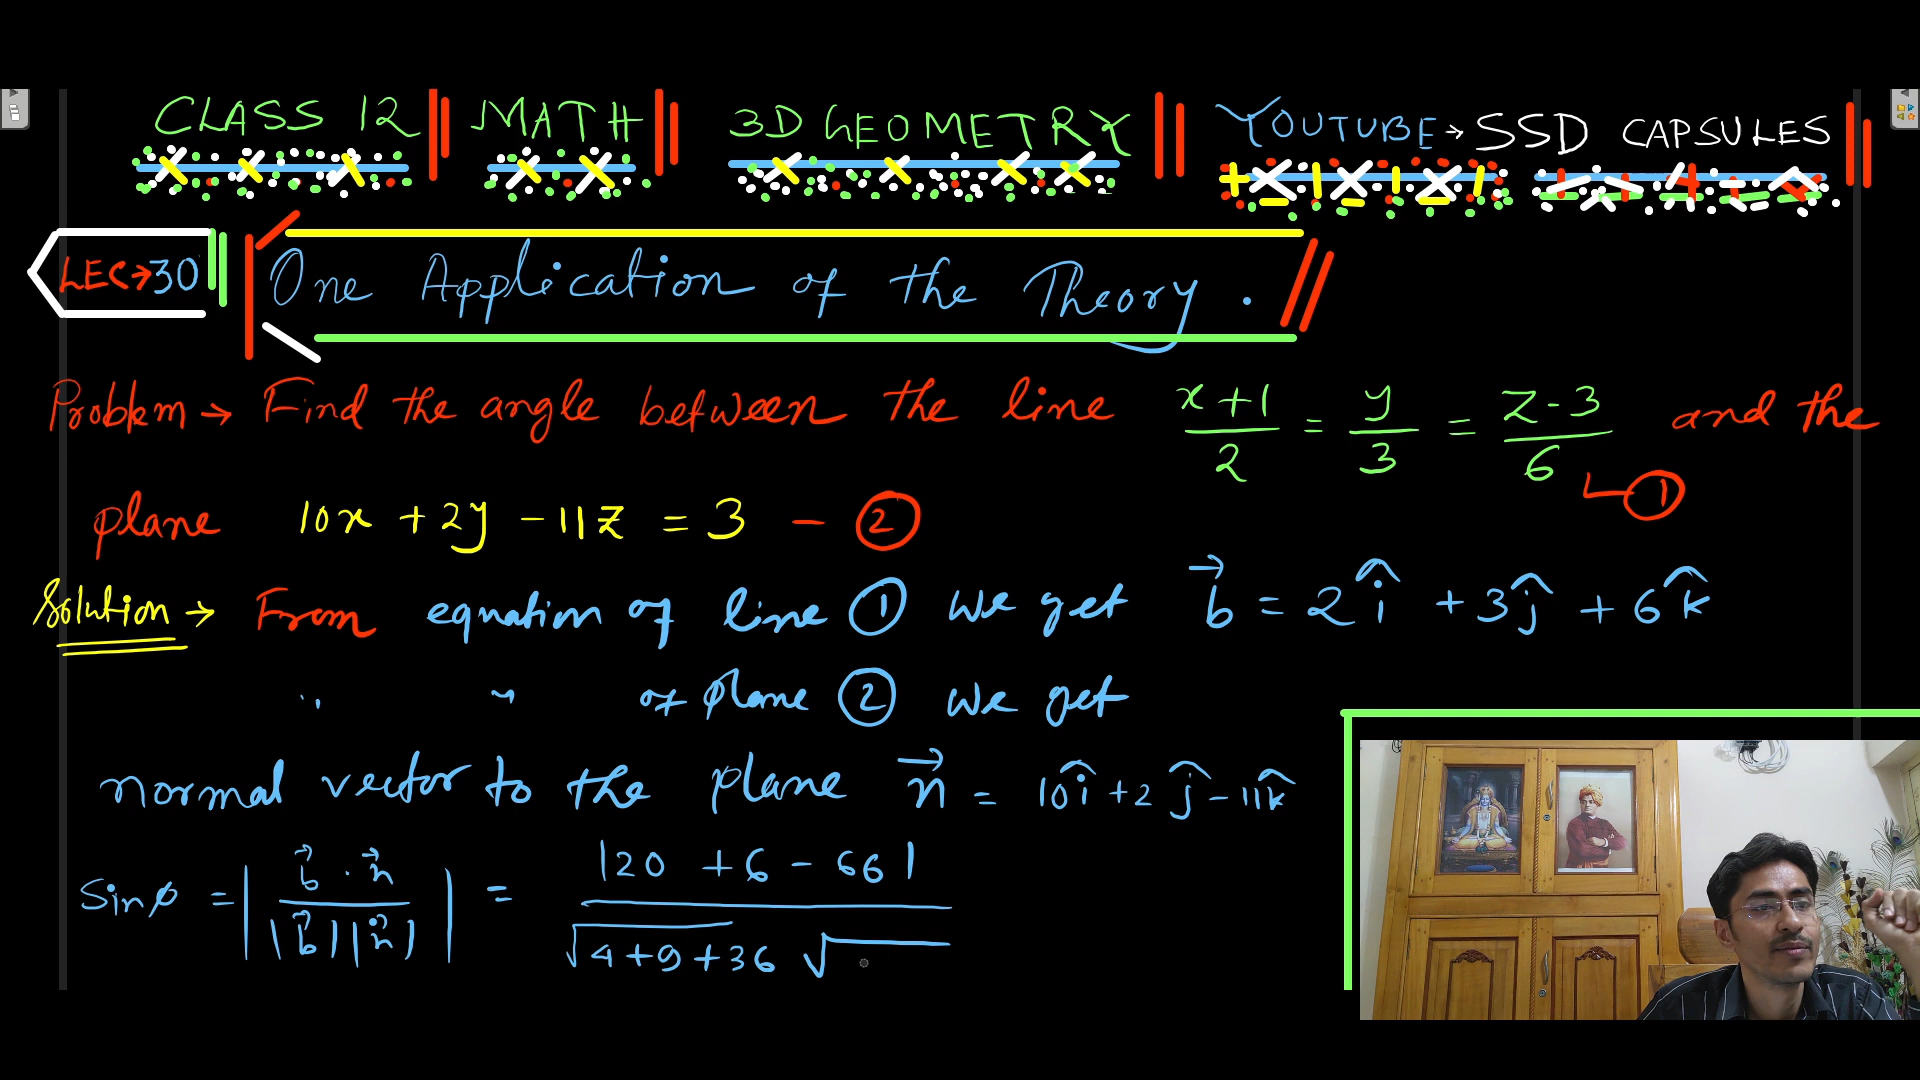 CLASS 12 || MATH || 3D GEOMETRY || YOUTUBE → SSD CAPSULES ||
LEC→30 || One Application of the Theory . //
Problem → Find the angle between the line (x+1)/2 = y/3 = (z-3)/6 ① and the
plane 10x + 2y - 11z = 3 - ②
Solution → From equation of line ① we get b⃗ = 2î + 3ĵ + 6k̂
" " of plane ② we get
normal vector to the plane n⃗ = 10î + 2ĵ - 11k̂
Sinϕ = | (b⃗ · n⃗) / (|b⃗| |n⃗|) | = |20 + 6 - 66| / (√(4+9+36) √